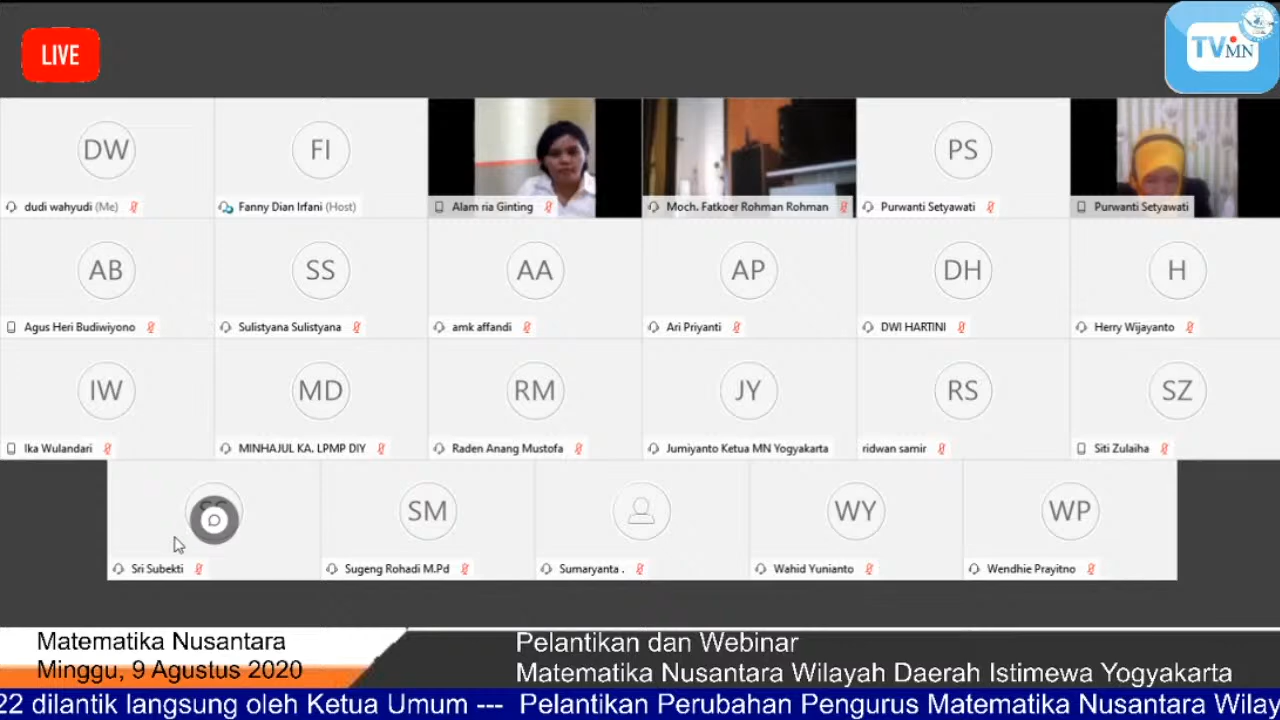 LIVE
TVMN
DW
FI
PS
dudi wahyudi (Me)
Fanny Dian Irfani (Host)
Alam ria Ginting
Moch. Fatkoer Rohman Rohman
Purwanti Setyawati
Purwanti Setyawati
AB
SS
AA
AP
DH
H
Agus Heri Budiwiyono
Sulistyana Sulistyana
amk affandi
Ari Priyanti
DWI HARTINI
Herry Wijayanto
IW
MD
RM
JY
RS
SZ
Ika Wulandari
MINHAJUL KA. LPMP DIY
Raden Anang Mustofa
Jumiyanto Ketua MN Yogyakarta
ridwan samir
Siti Zulaiha
SS
SM
WY
WP
Sri Subekti
Sugeng Rohadi M.Pd
Sumaryanta .
Wahid Yunianto
Wendhie Prayitno
Matematika Nusantara
Minggu, 9 Agustus 2020
Pelantikan dan Webinar
Matematika Nusantara Wilayah Daerah Istimewa Yogyakarta
22 dilantik langsung oleh Ketua Umum --- Pelantikan Perubahan Pengurus Matematika Nusantara Wilay